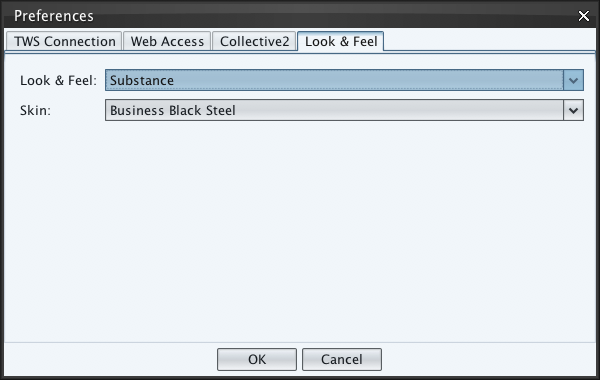 Preferences
TWS Connection Web Access Collective2 Look & Feel
Look & Feel: Substance
Skin: Business Black Steel
OK Cancel